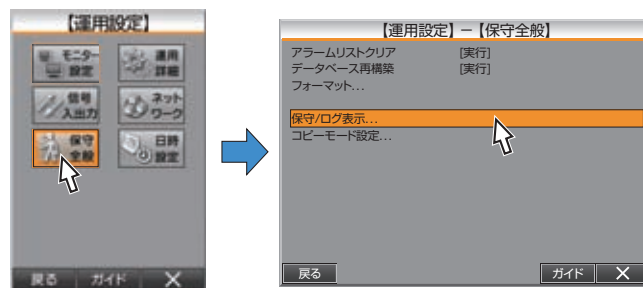 【運用設定】
モニター
設定
運用
詳細
信号
入出力
ネット
ワーク
保守
全般
日時
設定
戻る ガイド X
【運用設定】－【保守全般】
アラームリストクリア [実行]
データベース再構築 [実行]
フォーマット...
保守/ログ表示...
コピーモード設定...
戻る ガイド X